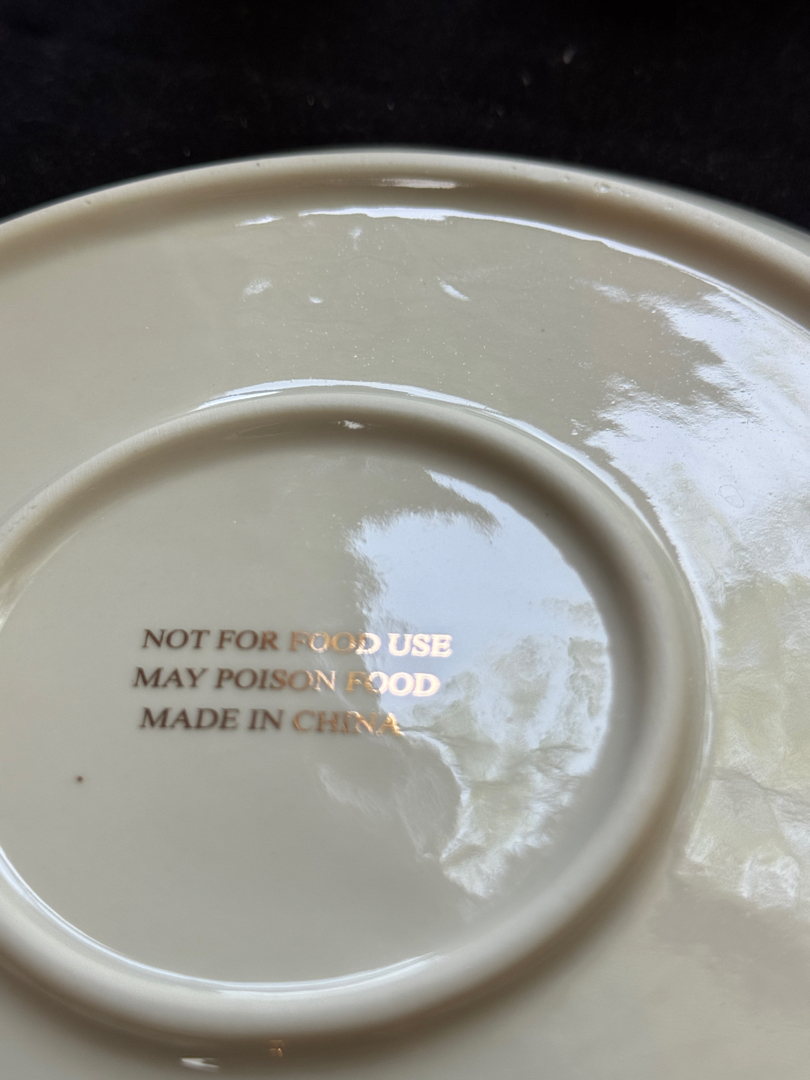 NOT FOR FOOD USE
MAY POISON FOOD
MADE IN CHINA